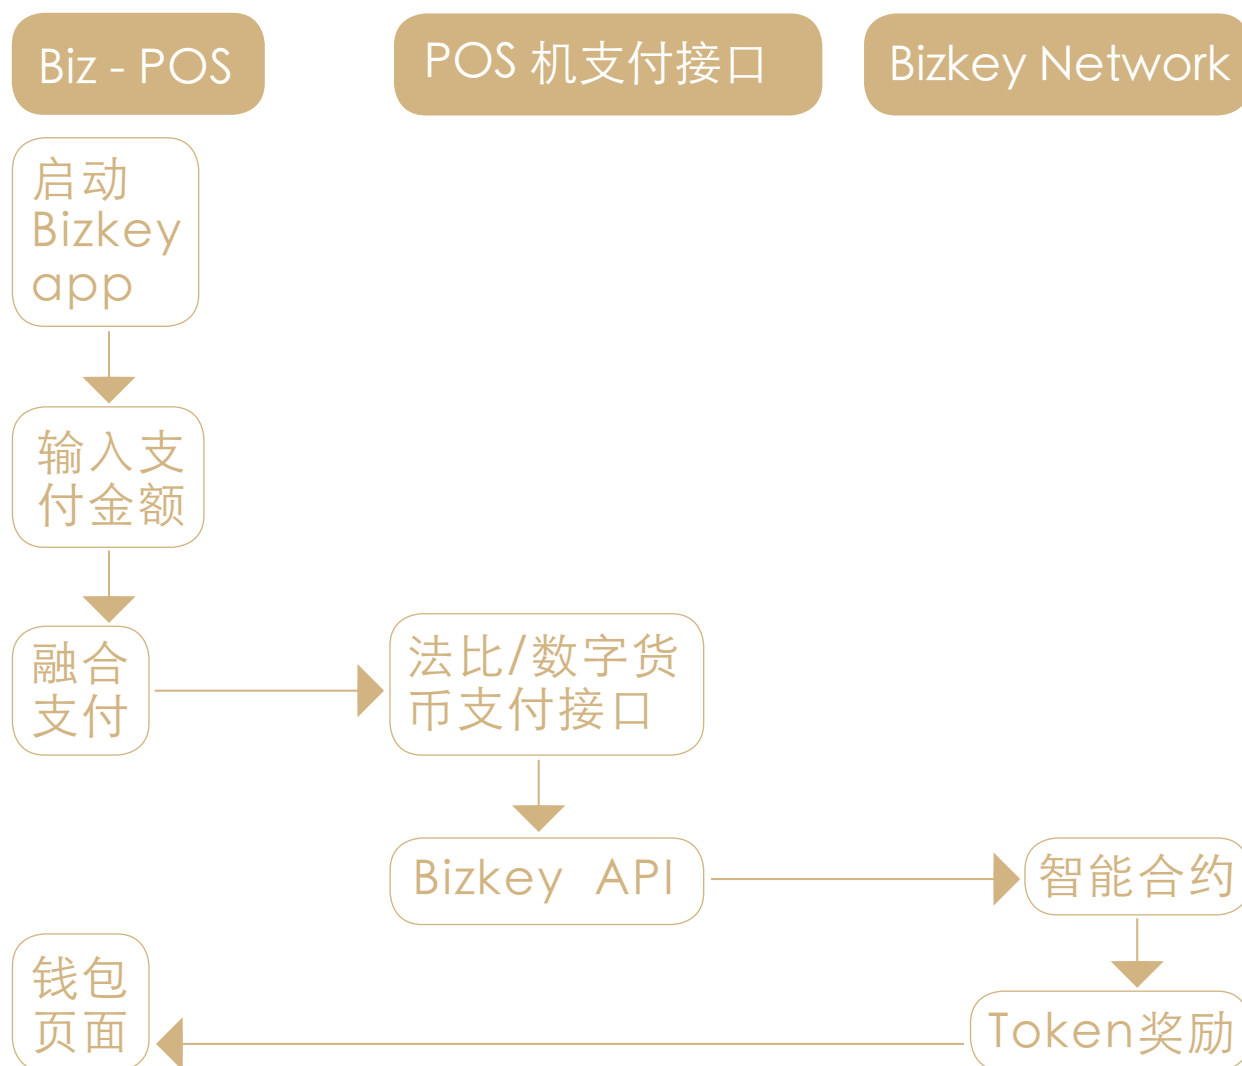 Biz - POS
POS 机支付接口
Bizkey Network
启动
Bizkey
app
输入支
付金额
融合
支付
法比/数字货
币支付接口
Bizkey API
智能合约
钱包
页面
Token奖励